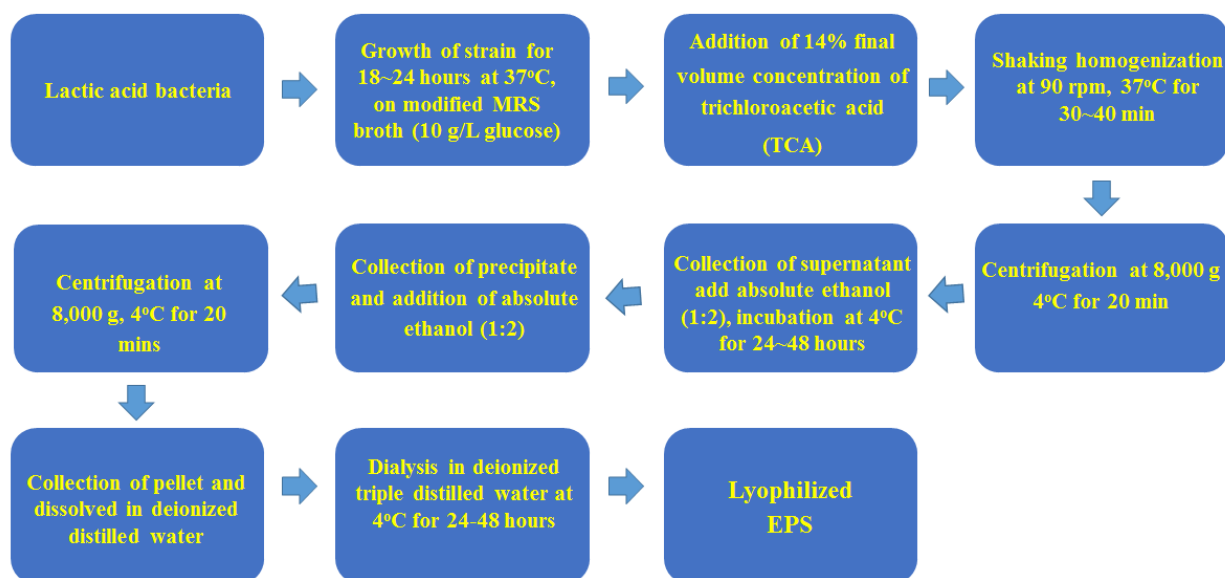 Lactic acid bacteria
Growth of strain for
18~24 hours at 37°C,
on modified MRS
broth (10 g/L glucose)
Addition of 14% final
volume concentration of
trichloroacetic acid
(TCA)
Shaking homogenization
at 90 rpm, 37°C for
30~40 min
Centrifugation at 8,000 g
4°C for 20 min
Collection of supernatant
add absolute ethanol
(1:2), incubation at 4°C
for 24~48 hours
Collection of precipitate
and addition of absolute
ethanol (1:2)
Centrifugation at
8,000 g, 4°C for 20
mins
Collection of pellet and
dissolved in deionized
distilled water
Dialysis in deionized
triple distilled water at
4°C for 24-48 hours
Lyophilized
EPS